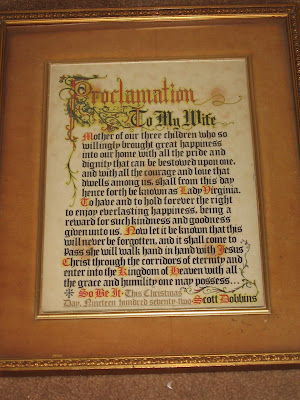 Proclamation
To My Wife
Mother of our three children who so
willingly brought great happiness
into our home with all the pride and
dignity that can be bestowed upon one,
and with all the courage and love that
dwells among us, shall from this day
hence forth be known as Lady Virginia.
To have and to hold forever the right
to enjoy everlasting happiness, being a
reward for such kindness and goodness
given unto us. Now let it be known that this
will never be forgotten, and it shall come to
pass she will walk hand in hand with Jesus
Christ through the corridors of eternity and
enter into the Kingdom of Heaven with all
the grace and humility one may possess...
So Be It - This Christmas
Day, Nineteen hundred seventy-two - Scott Dobbins